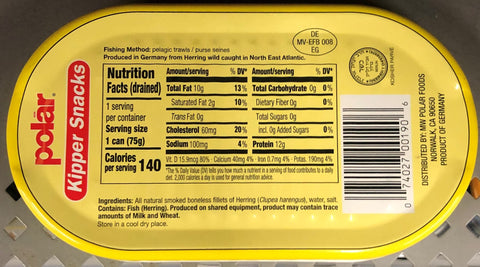 Fishing Method: pelagic trawls / purse seines
Produced in Germany from Herring wild caught in North East Atlantic.
DE
MV-EFB 008
EG
KOSHER PARVE
polar®
Kipper Snacks
Nutrition
Facts (drained)
1 serving
per container
Serving size
1 can (75g)
Calories
per serving 140
Amount/serving % DV*
Total Fat 10g 13%
Saturated Fat 2g 10%
Trans Fat 0g
Cholesterol 60mg 20%
Sodium 100mg 4%
Amount/serving % DV*
Total Carbohydrate 0g 0%
Dietary Fiber 0g 0%
Total Sugars 0g
incl. 0g Added Sugars 0%
Protein 12g
Vit. D 15.9mcg 80% · Calcium 40mg 4% · Iron 0.7mg 4% · Potas. 190mg 4%
*The % Daily Value (DV) tells you how much a nutrient in a serving of food contributes to a daily
diet. 2,000 calories a day is used for general nutrition advice.
Ingredients: All natural smoked boneless fillets of Herring (Clupea harengus), water, salt.
Contains: Fish (Herring). Produced on shared equipment, product may contain trace
amounts of Milk and Wheat.
Store in a cool dry place.
0 74027 00190 6
DISTRIBUTED BY: MW POLAR FOODS
NORWALK, CA 90650
PRODUCT OF GERMANY